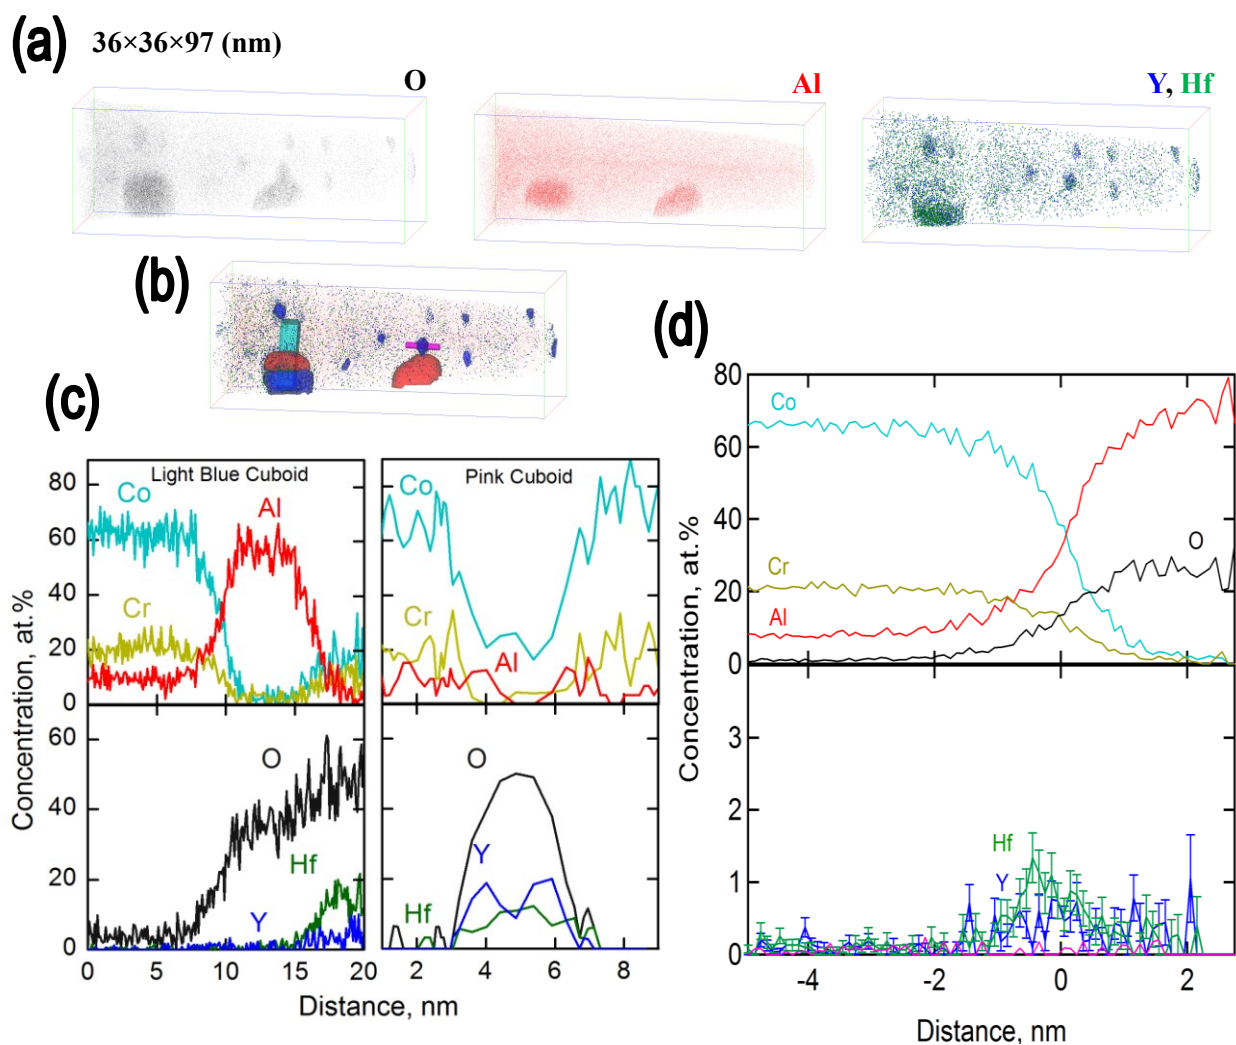 (a) 36×36×97 (nm)
O
Al
Y, Hf
(b)
(c)
Concentration, at.%
Light Blue Cuboid
Co
Al
Cr
80
60
40
20
0
O
Hf
Y
60
40
20
0
0 5 10 15 20
Pink Cuboid
Co
Cr
Al
O
Y
Hf
2 4 6 8
Distance, nm
(d)
Concentration, at.%
80
60
40
20
0
Co
Cr
Al
O
3
2
1
0
Hf
Y
-4 -2 0 2
Distance, nm